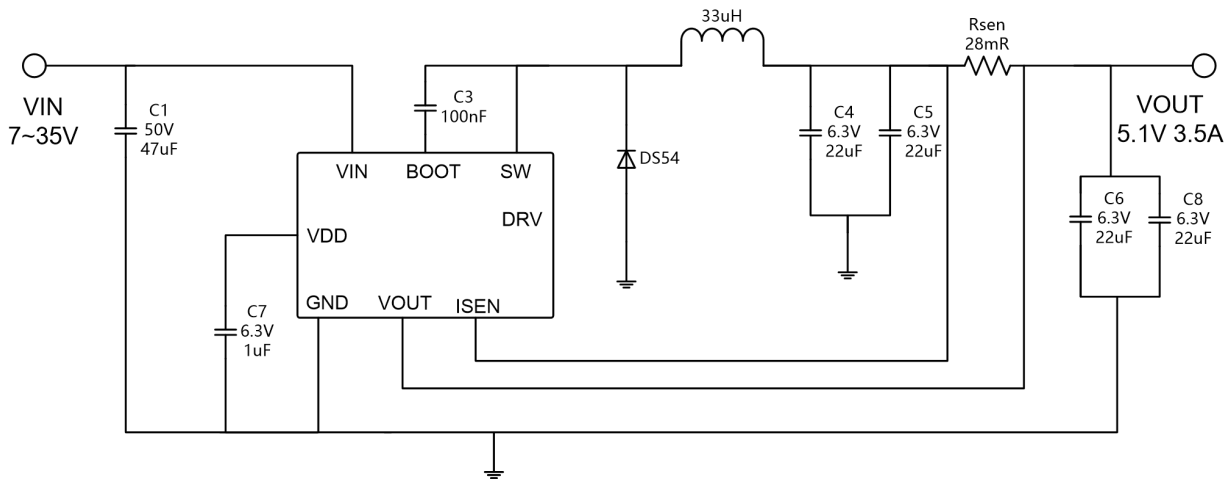 33uH
Rsen
28mR
VIN
7~35V
C1
50V
47uF
C3
100nF
C4
6.3V
22uF
C5
6.3V
22uF
VOUT
5.1V 3.5A
DS54
VIN
BOOT
SW
DRV
VDD
GND
VOUT
ISEN
C6
6.3V
22uF
C8
6.3V
22uF
C7
6.3V
1uF